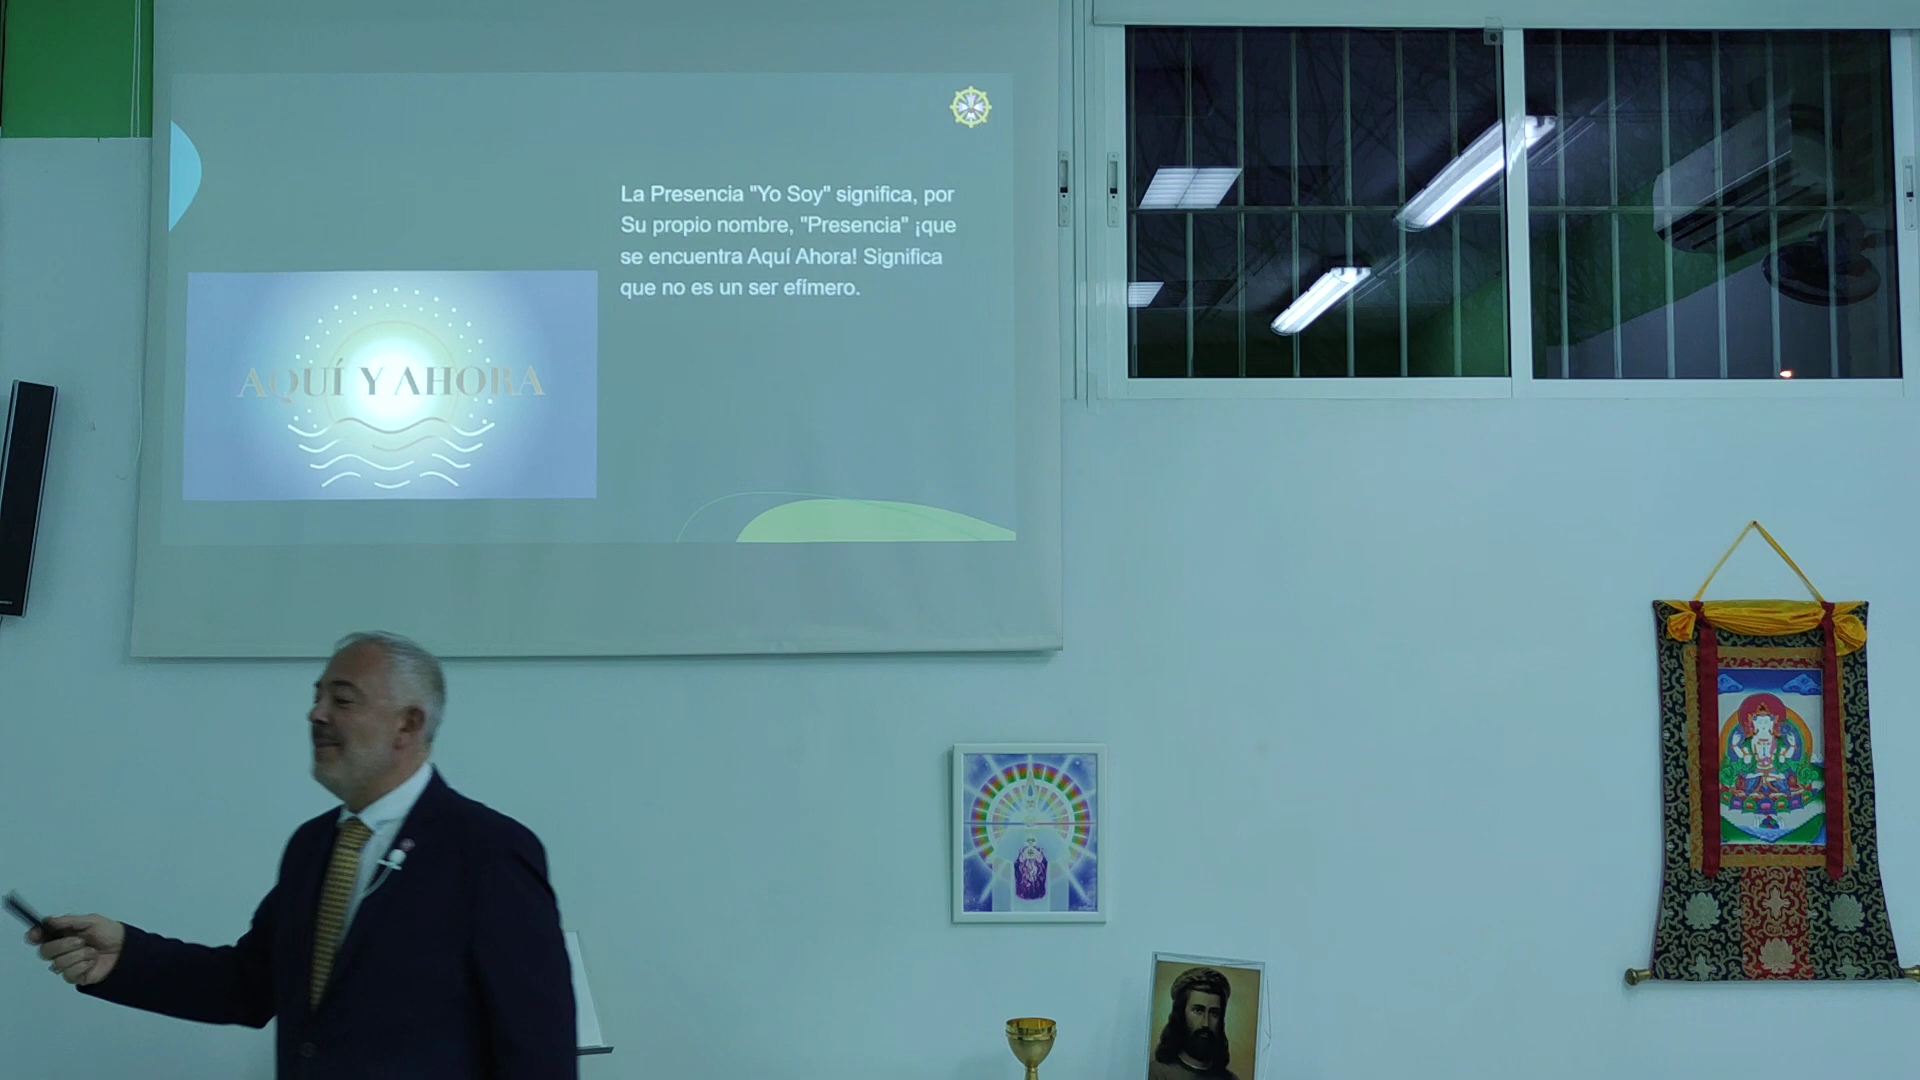 La Presencia "Yo Soy" significa, por
Su propio nombre, "Presencia" ¡que
se encuentra Aquí Ahora! Significa
que no es un ser efímero.
AQUÍ Y AHORA